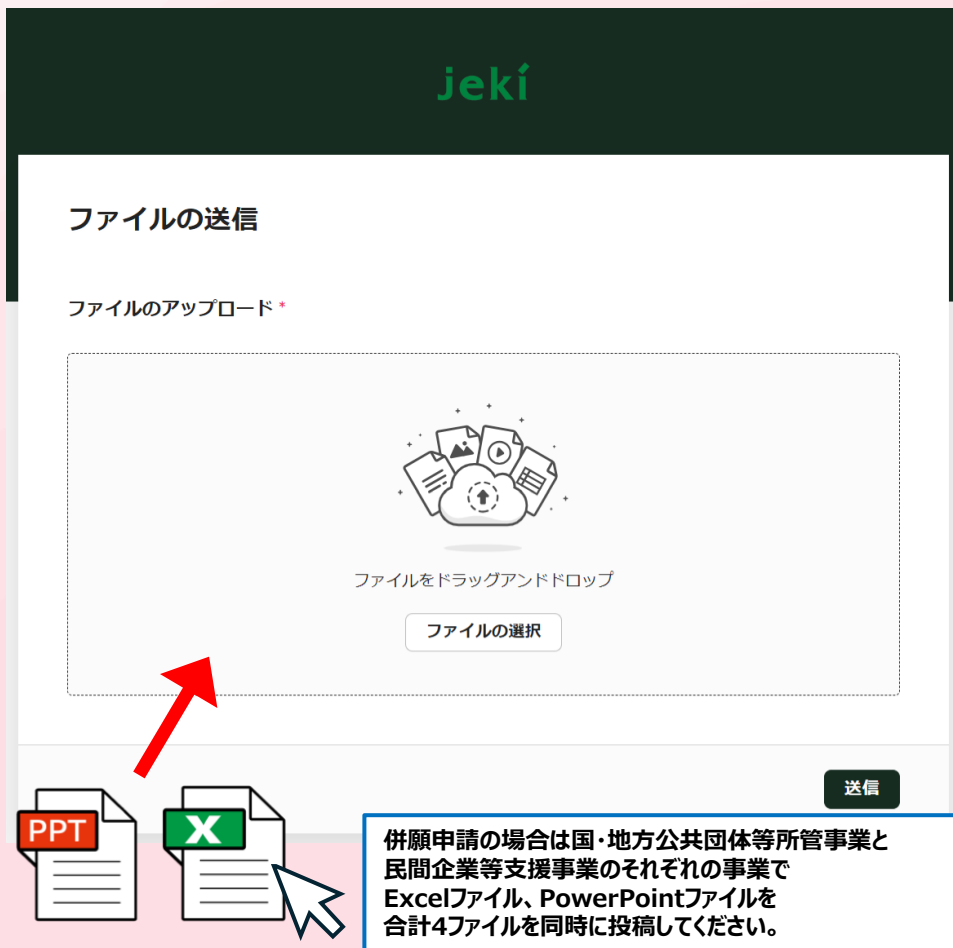 jekí
ファイルの送信
ファイルのアップロード *
ファイルをドラッグアンドドロップ
ファイルの選択
送信
PPT
X
併願申請の場合は国・地方公共団体等所管事業と
民間企業等支援事業のそれぞれの事業で
Excelファイル、PowerPointファイルを
合計4ファイルを同時に投稿してください。